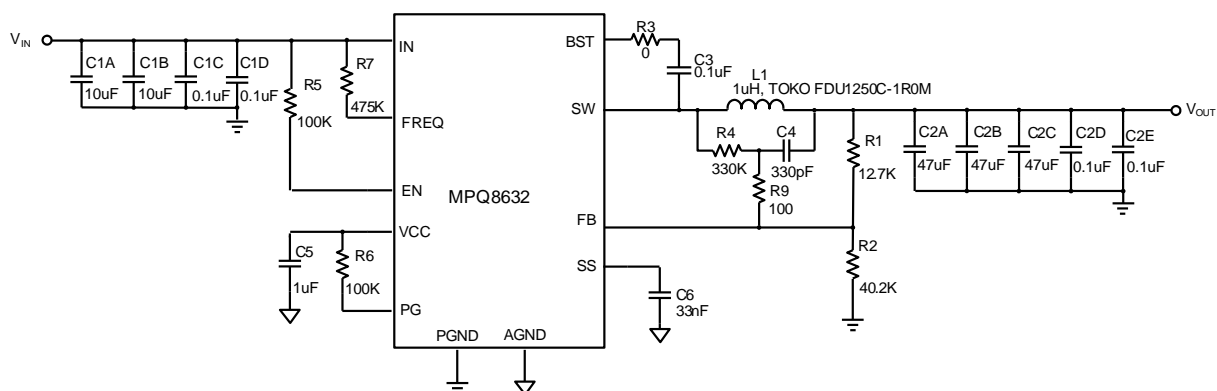 V_IN
C1A
10uF
C1B
10uF
C1C
0.1uF
C1D
0.1uF
R5
100K
R7
475K
IN
FREQ
EN
VCC
PG
C5
1uF
R6
100K
MPQ8632
PGND
AGND
BST
SW
FB
SS
R3
0
C3
0.1uF
L1
1uH, TOKO FDU1250C-1R0M
R4
330K
C4
330pF
R9
100
R1
12.7K
R2
40.2K
C6
33nF
C2A
47uF
C2B
47uF
C2C
47uF
C2D
0.1uF
C2E
0.1uF
V_OUT